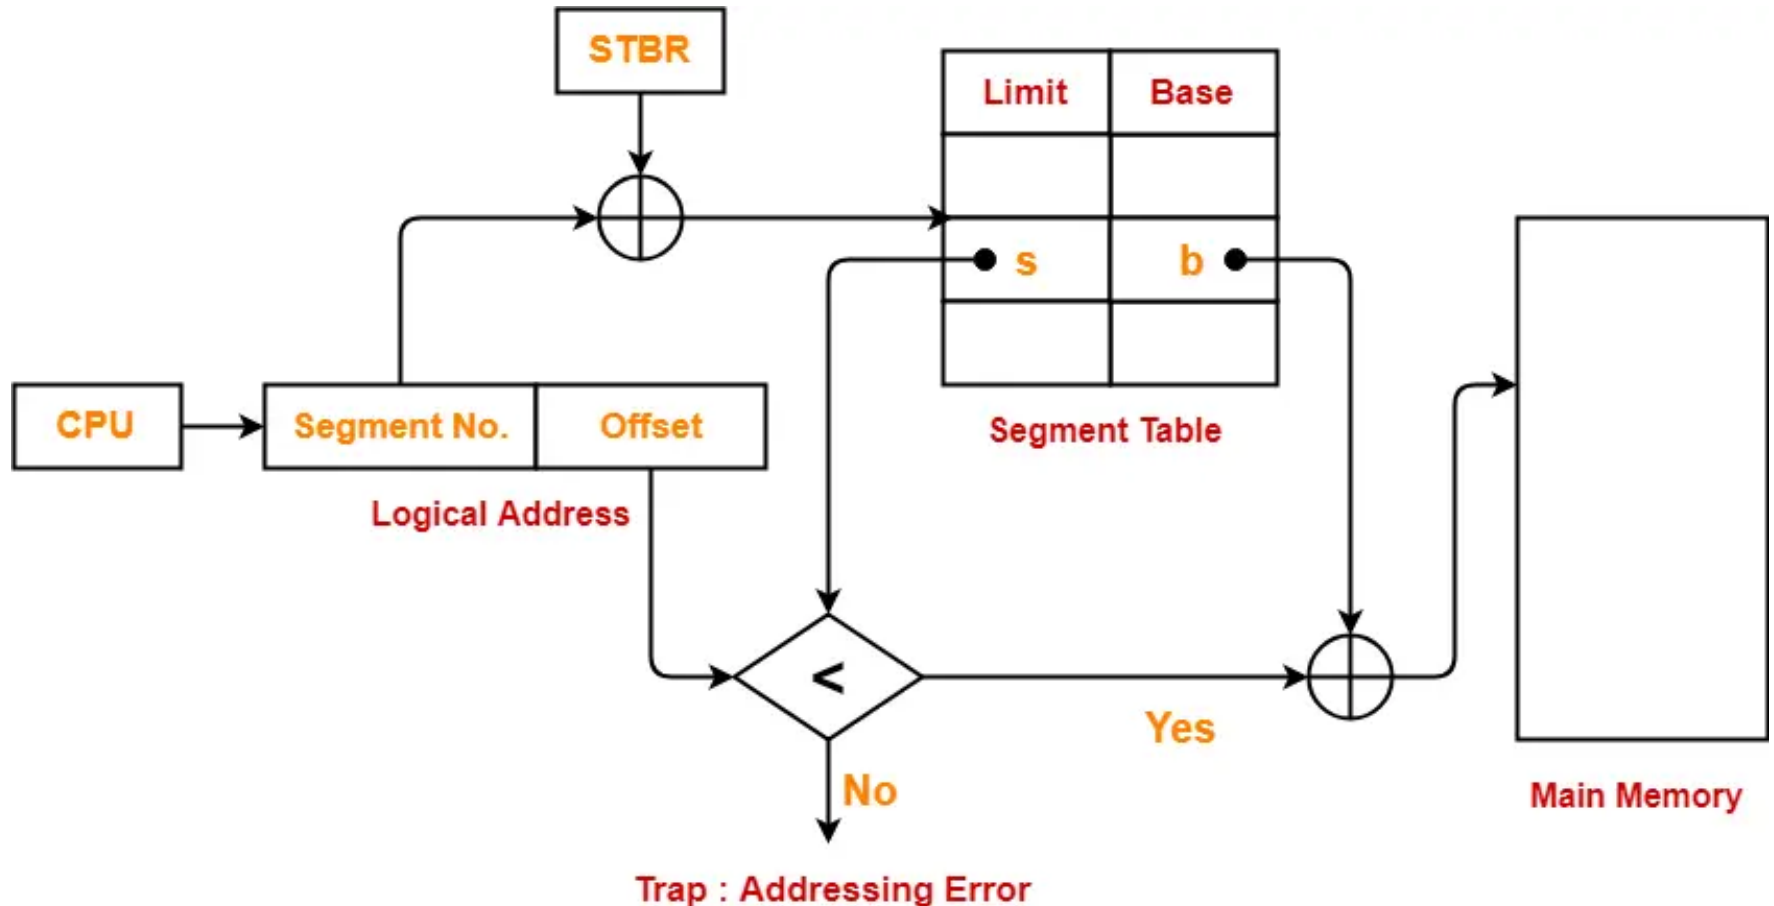 STBR
Limit Base
s b
CPU Segment No. Offset
Segment Table
Logical Address
<
Yes
No
Main Memory
Trap : Addressing Error